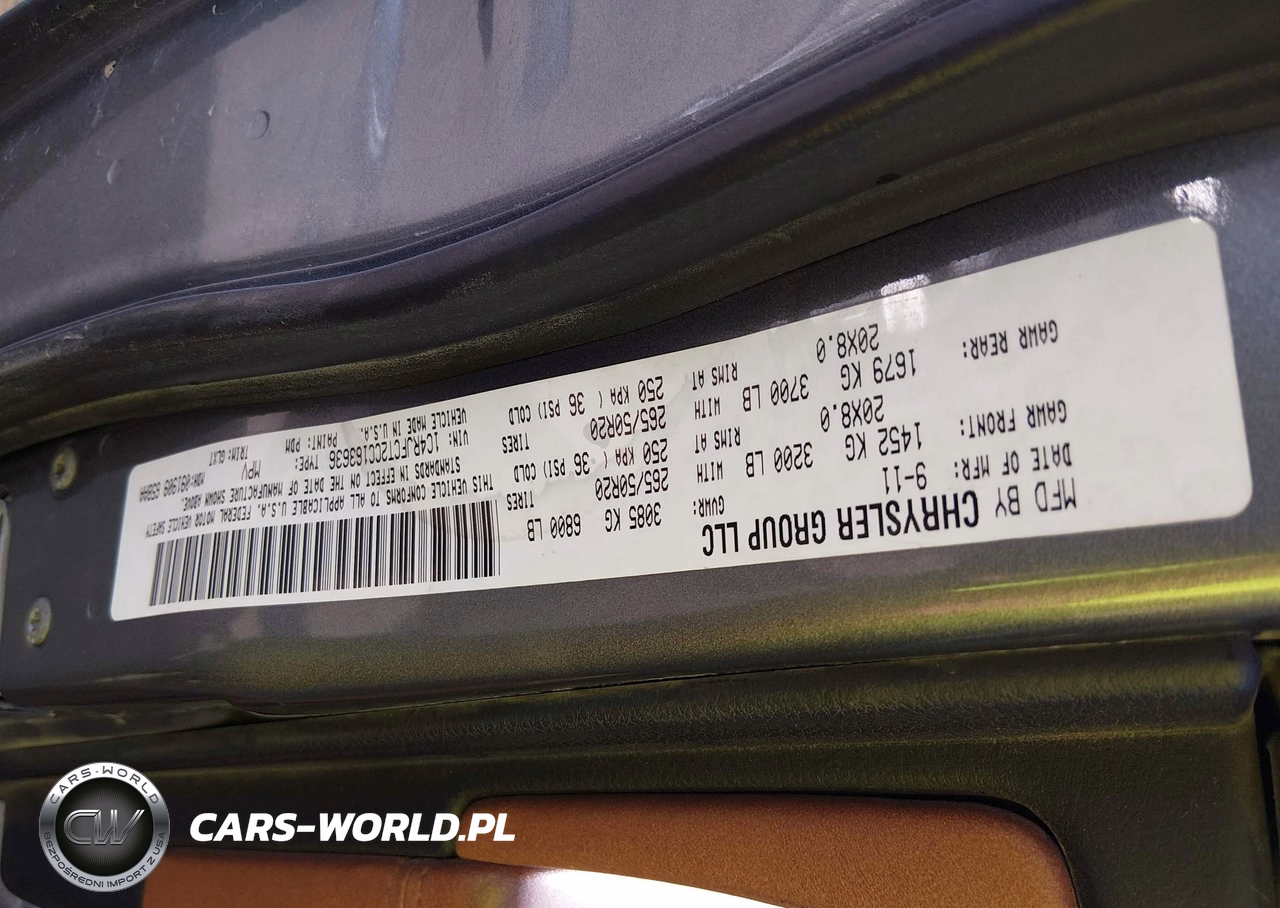 MFD BY CHRYSLER GROUP LLC
DATE OF MFR: 9-11 GVWR: 3085 KG 6800 LB
GAWR FRONT: 1452 KG 3200 LB WITH TIRES 265/50R20
20X8.0 RIMS AT 250 KPA ( 36 PSI) COLD
GAWR REAR: 1679 KG 3700 LB WITH TIRES 265/50R20
20X8.0 RIMS AT 250 KPA ( 36 PSI) COLD
THIS VEHICLE CONFORMS TO ALL APPLICABLE U.S.A. FEDERAL MOTOR VEHICLE SAFETY
STANDARDS IN EFFECT ON THE DATE OF MANUFACTURE SHOWN ABOVE.
VIN: 1C4RJFCT2CC163636 TYPE: MPV
VEHICLE MADE IN U.S.A. PAINT: PDM TRIM: GLXT
CARS-WORLD
CW
BEZPOŚREDNI IMPORT Z USA
CARS-WORLD.PL